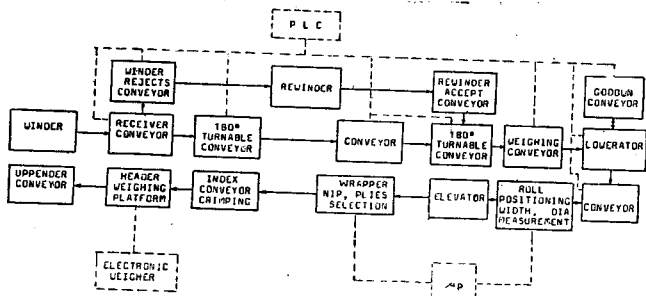 P L C
WINDER
REJECTS
CONVEYOR
REWINDER
REWINDER
ACCEPT
CONVEYOR
GODOWN
CONVEYOR
WINDER
RECEIVER
CONVEYOR
180°
TURNABLE
CONVEYOR
CONVEYOR
180°
TURNABLE
CONVEYOR
WEIGHING
CONVEYOR
LOWERATOR
UPPENDER
CONVEYOR
HEADER
WEIGHING
PLATFORM
INDEX
CONVEYOR
CRIMPING
WRAPPER
NIP, PLIES
SELECTION
ELEVATOR
ROLL
POSITIONING
WIDTH, DIA
MEASUREMENT
CONVEYOR
ELECTRONIC
WEIGHER
μP